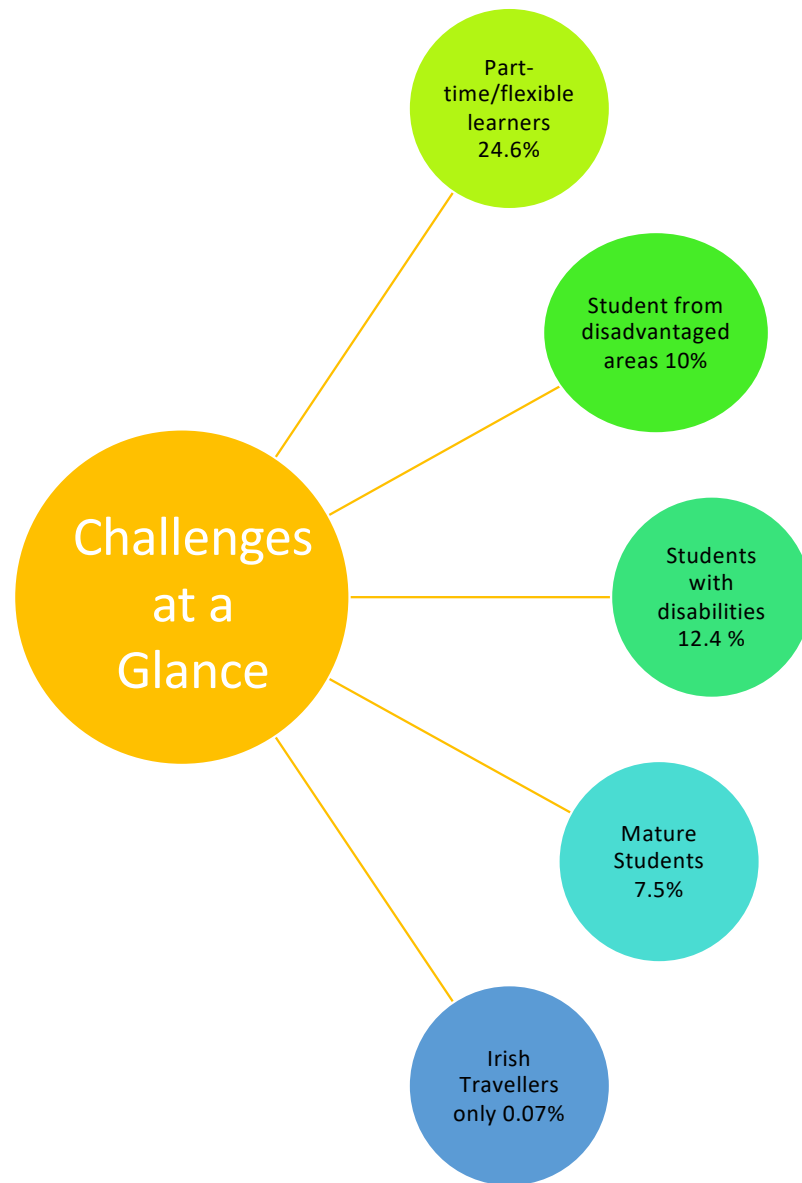 Part-
time/flexible
learners
24.6%
Student from
disadvantaged
areas 10%
Challenges
at a
Glance
Students
with
disabilities
12.4 %
Mature
Students
7.5%
Irish
Travellers
only 0.07%